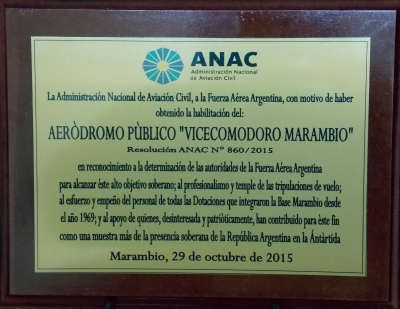 ANAC
Administración Nacional
de Aviación Civil
La Administración Nacional de Aviación Civil, a la Fuerza Aérea Argentina, con motivo de haber
obtenido la habilitación del:
AERÒDROMO PÙBLICO "VICECOMODORO MARAMBIO"
Resolución ANAC Nº 860/2015
en reconocimiento a la determinación de las autoridades de la Fuerza Aérea Argentina
para alcanzar éste alto objetivo soberano; al profesionalismo y temple de las tripulaciones de vuelo;
al esfuerzo y empeño del personal de todas las Dotaciones que integraron la Base Marambio desde
el año 1969; y al apoyo de quienes, desinteresada y patriòticamente, han contribuido para èste fin
como una muestra más de la presencia soberana de la Repùblica Argentina en la Antàrtida
Marambio, 29 de octubre de 2015